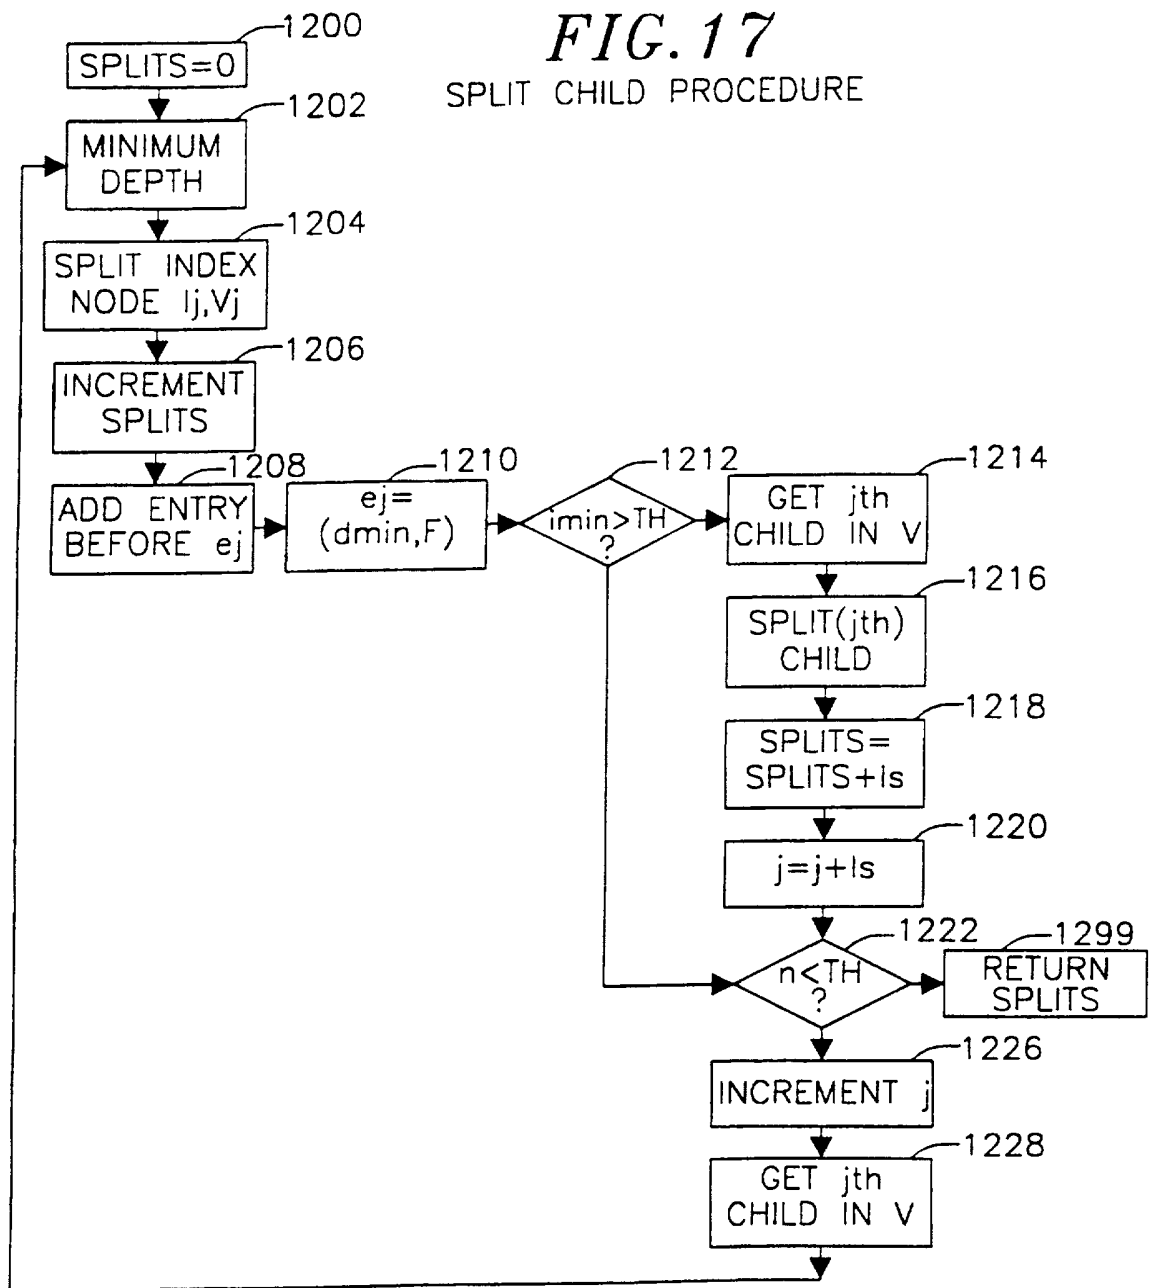 FIG. 17
SPLIT CHILD PROCEDURE
1200
SPLITS=0
1202
MINIMUM
DEPTH
1204
SPLIT INDEX
NODE Ij,Vj
1206
INCREMENT
SPLITS
1208
ADD ENTRY
BEFORE ej
1210
ej=
(dmin,F)
1212
imin>TH
?
1214
GET jth
CHILD IN V
1216
SPLIT(jth)
CHILD
1218
SPLITS=
SPLITS+ls
1220
j=j+ls
1222
n<TH
?
1299
RETURN
SPLITS
1226
INCREMENT j
1228
GET jth
CHILD IN V